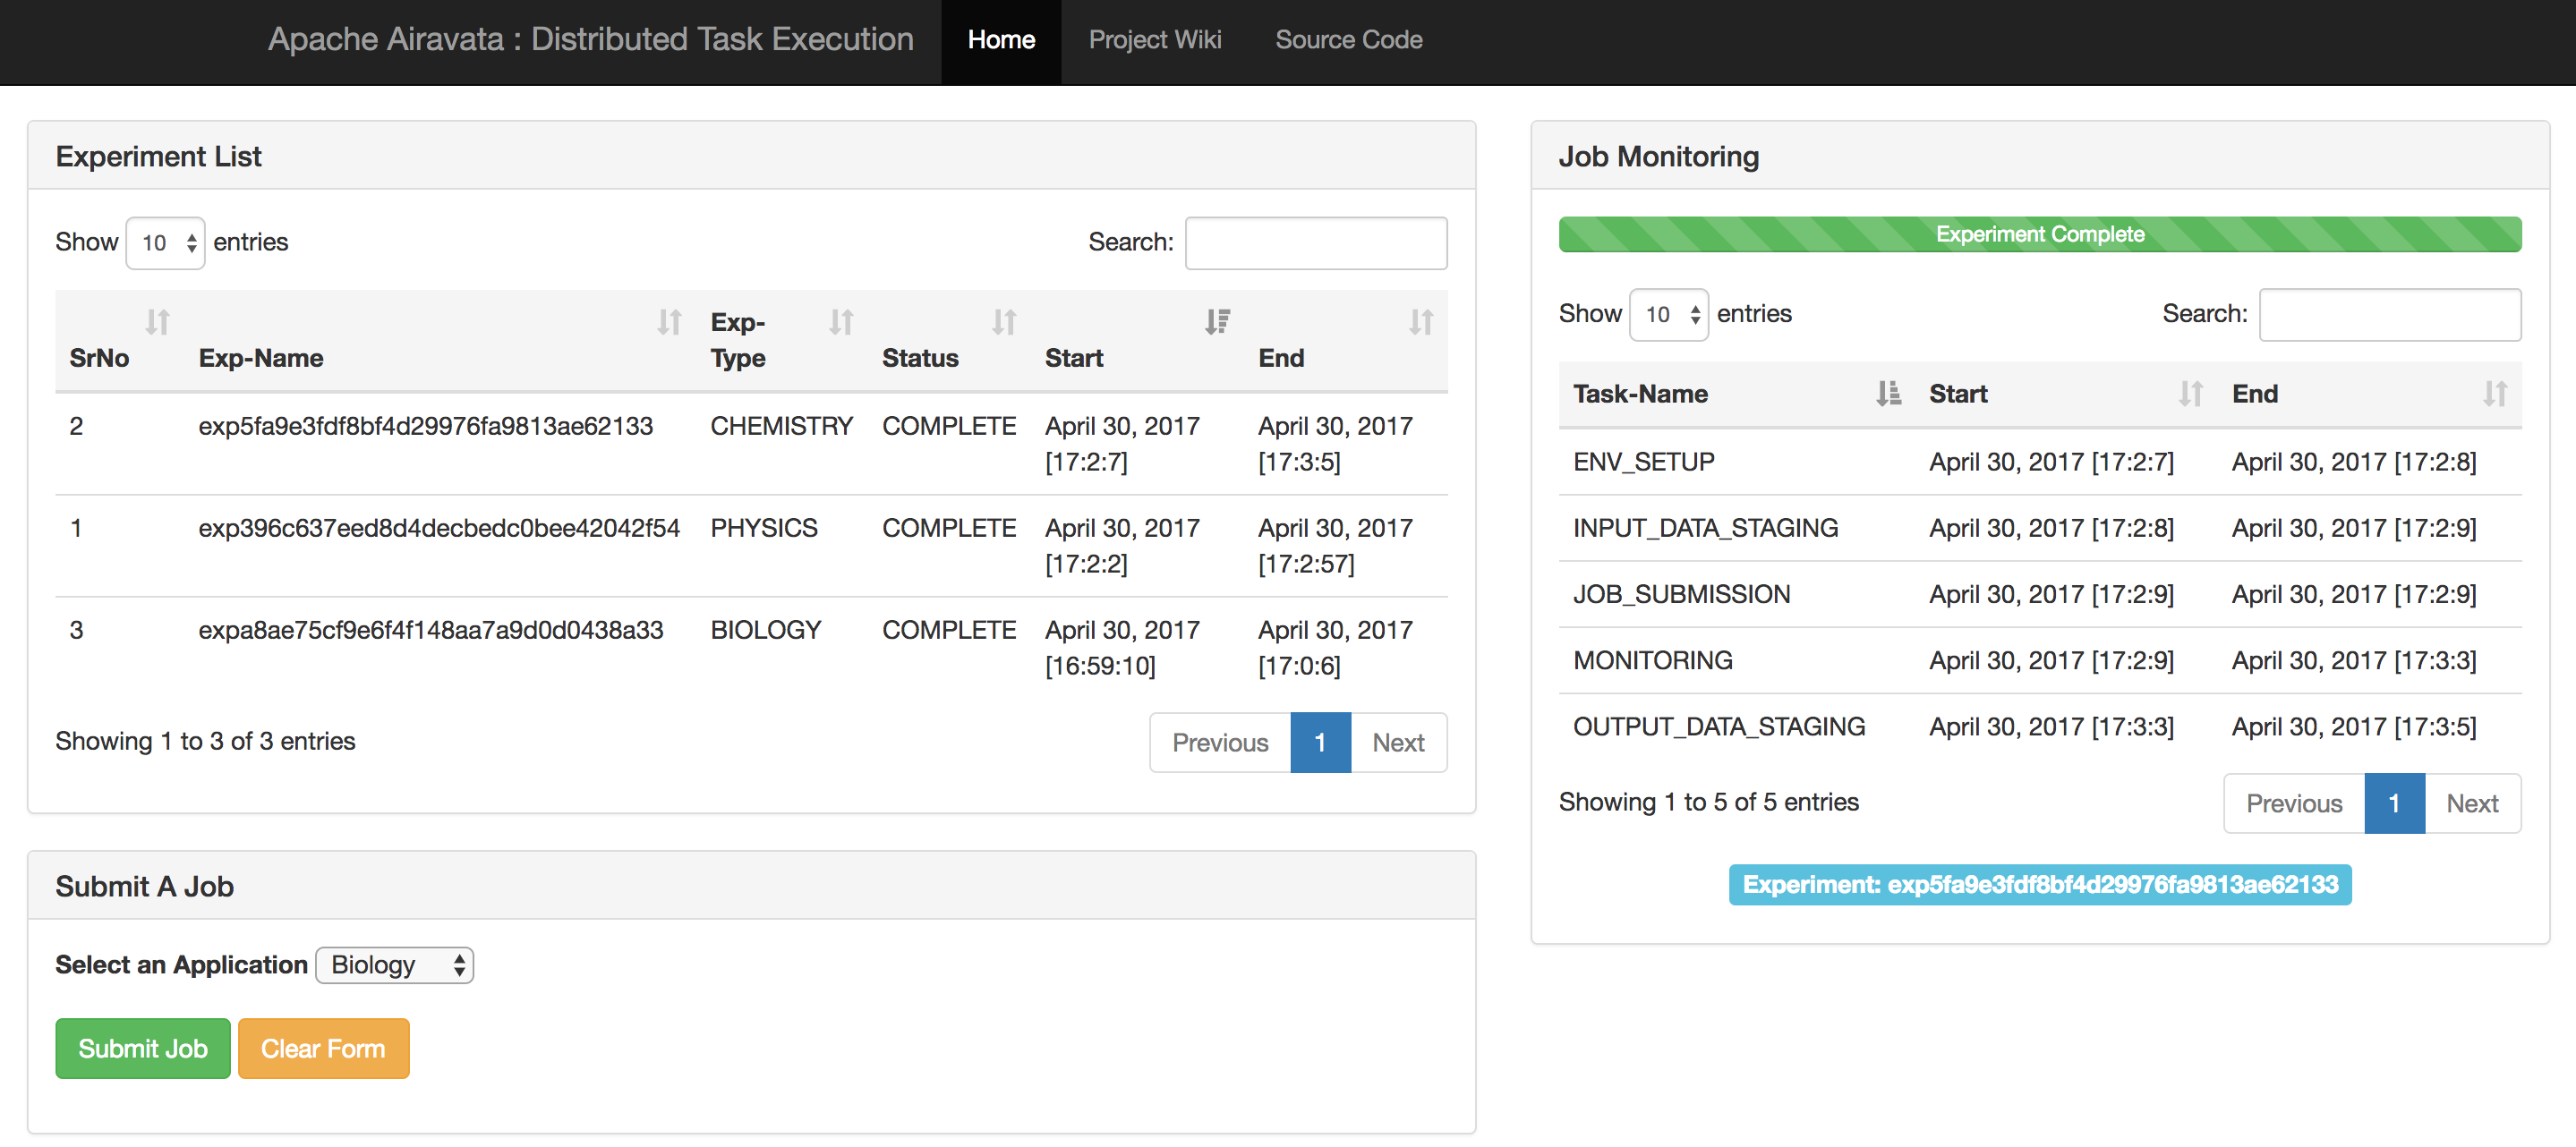 Apache Airavata : Distributed Task Execution Home Project Wiki Source Code
Experiment List
Show 10 entries Search:
SrNo Exp-Name Exp-Type Status Start End
2 exp5fa9e3fdf8bf4d29976fa9813ae62133 CHEMISTRY COMPLETE April 30, 2017 [17:2:7] April 30, 2017 [17:3:5]
1 exp396c637eed8d4decbedc0bee42042f54 PHYSICS COMPLETE April 30, 2017 [17:2:2] April 30, 2017 [17:2:57]
3 expa8ae75cf9e6f4f148aa7a9d0d0438a33 BIOLOGY COMPLETE April 30, 2017 [16:59:10] April 30, 2017 [17:0:6]
Showing 1 to 3 of 3 entries Previous 1 Next
Submit A Job
Select an Application Biology
Submit Job Clear Form
Job Monitoring
Experiment Complete
Show 10 entries Search:
Task-Name Start End
ENV_SETUP April 30, 2017 [17:2:7] April 30, 2017 [17:2:8]
INPUT_DATA_STAGING April 30, 2017 [17:2:8] April 30, 2017 [17:2:9]
JOB_SUBMISSION April 30, 2017 [17:2:9] April 30, 2017 [17:2:9]
MONITORING April 30, 2017 [17:2:9] April 30, 2017 [17:3:3]
OUTPUT_DATA_STAGING April 30, 2017 [17:3:3] April 30, 2017 [17:3:5]
Showing 1 to 5 of 5 entries Previous 1 Next
Experiment: exp5fa9e3fdf8bf4d29976fa9813ae62133